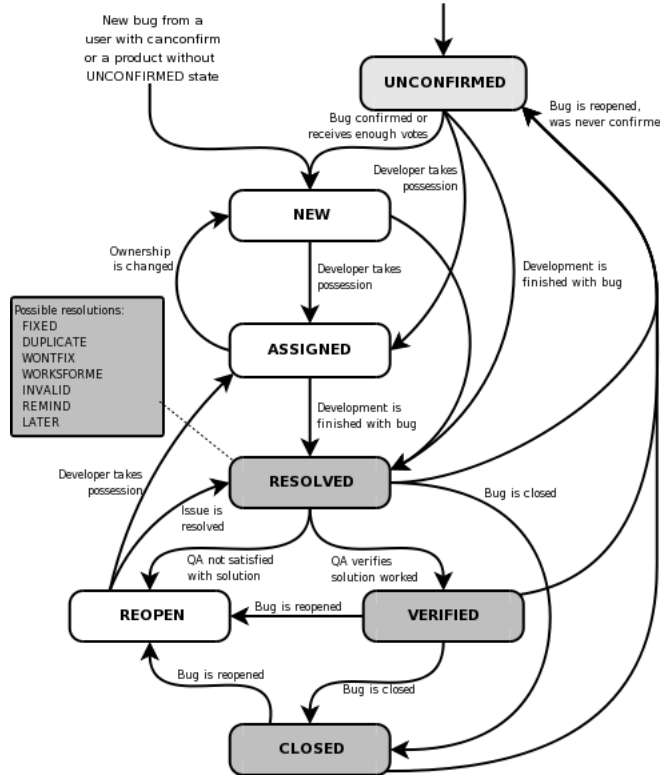 New bug from a
user with canconfirm
or a product without
UNCONFIRMED state
UNCONFIRMED
Bug is reopened,
was never confirme
Bug confirmed or
receives enough votes
Developer takes
possession
NEW
Ownership
is changed
Developer takes
possession
Development is
finished with bug
Possible resolutions:
FIXED
DUPLICATE
WONTFIX
WORKSFORME
INVALID
REMIND
LATER
ASSIGNED
Development is
finished with bug
RESOLVED
Developer takes
possession
Issue is
resolved
Bug is closed
QA not satisfied
with solution
QA verifies
solution worked
REOPEN
Bug is reopened
VERIFIED
Bug is reopened
Bug is closed
CLOSED